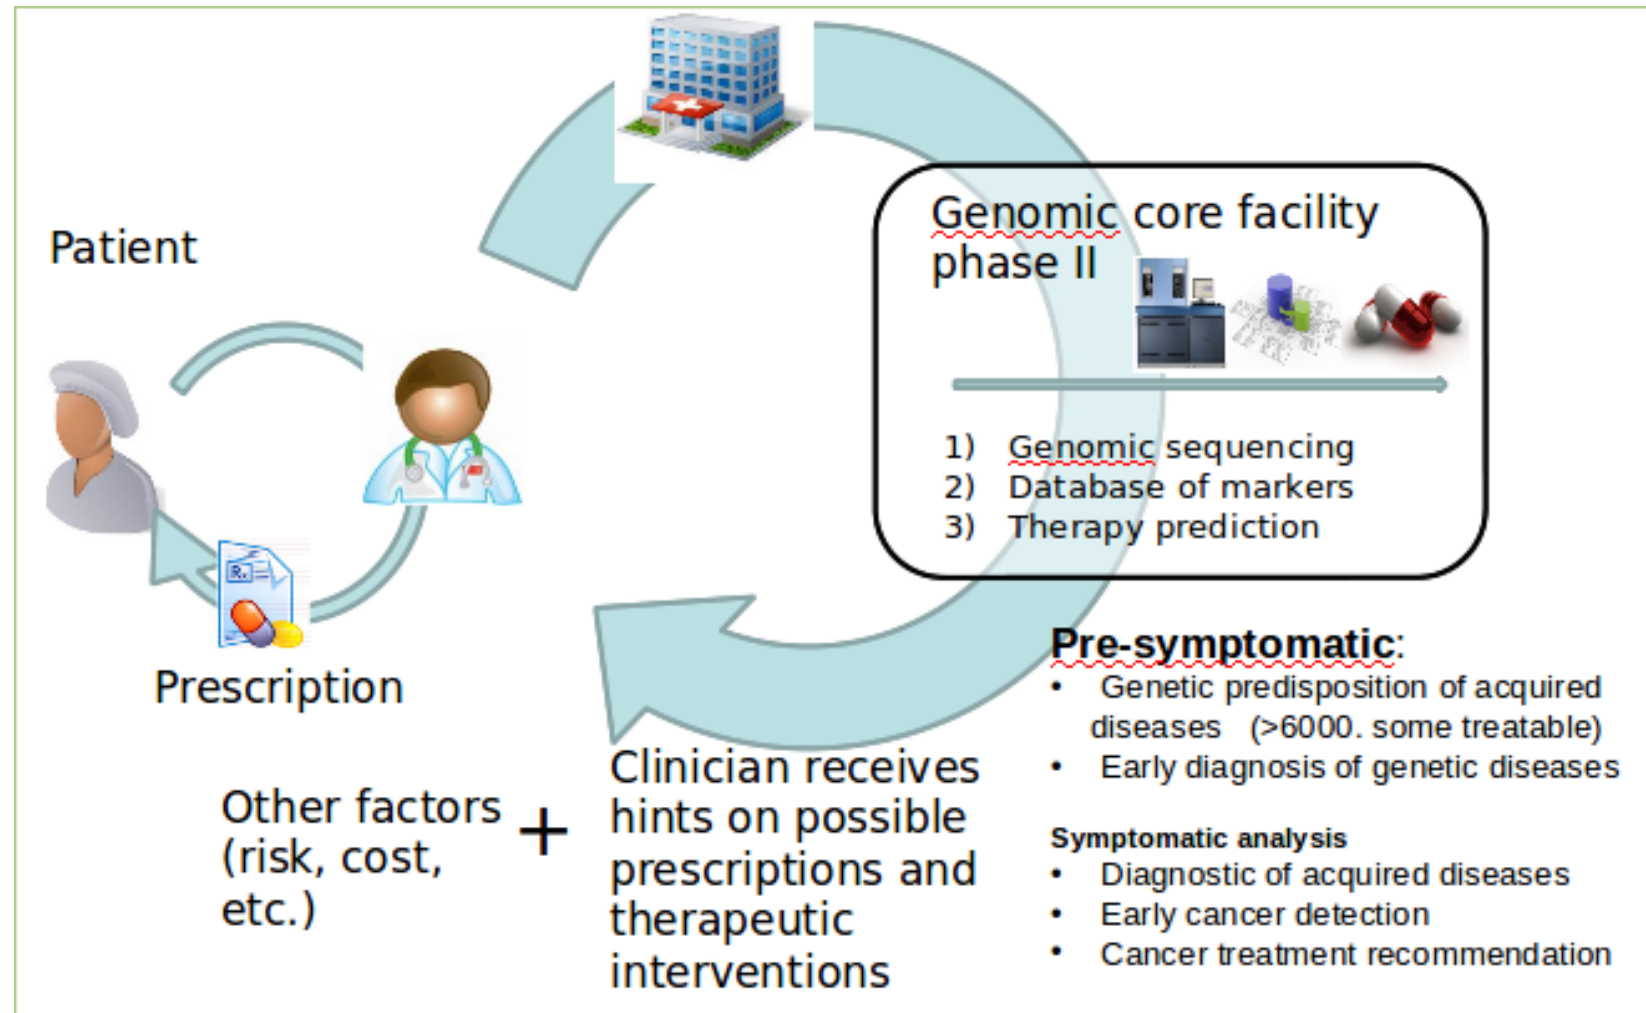 Patient
Genomic core facility
phase II
1) Genomic sequencing
2) Database of markers
3) Therapy prediction
Rx
Prescription
Other factors
(risk, cost,
etc.)
+
Clinician receives
hints on possible
prescriptions and
therapeutic
interventions
Pre-symptomatic:
• Genetic predisposition of acquired
diseases (>6000. some treatable)
• Early diagnosis of genetic diseases
Symptomatic analysis
• Diagnostic of acquired diseases
• Early cancer detection
• Cancer treatment recommendation